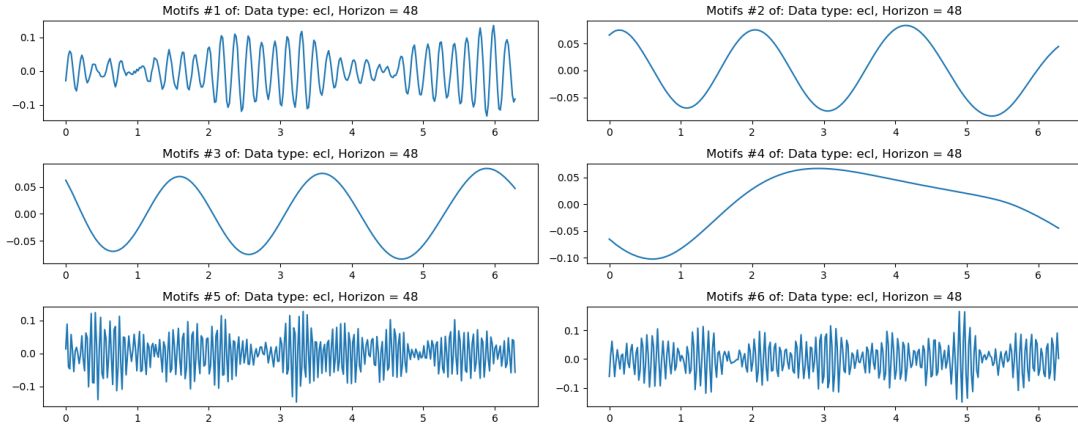 Motifs #1 of: Data type: ecl, Horizon = 48
0.1
0.0
−0.1
0 1 2 3 4 5 6
Motifs #2 of: Data type: ecl, Horizon = 48
0.05
0.00
−0.05
0 1 2 3 4 5 6
Motifs #3 of: Data type: ecl, Horizon = 48
0.05
0.00
−0.05
0 1 2 3 4 5 6
Motifs #4 of: Data type: ecl, Horizon = 48
0.05
0.00
−0.05
−0.10
0 1 2 3 4 5 6
Motifs #5 of: Data type: ecl, Horizon = 48
0.1
0.0
−0.1
0 1 2 3 4 5 6
Motifs #6 of: Data type: ecl, Horizon = 48
0.1
0.0
−0.1
0 1 2 3 4 5 6